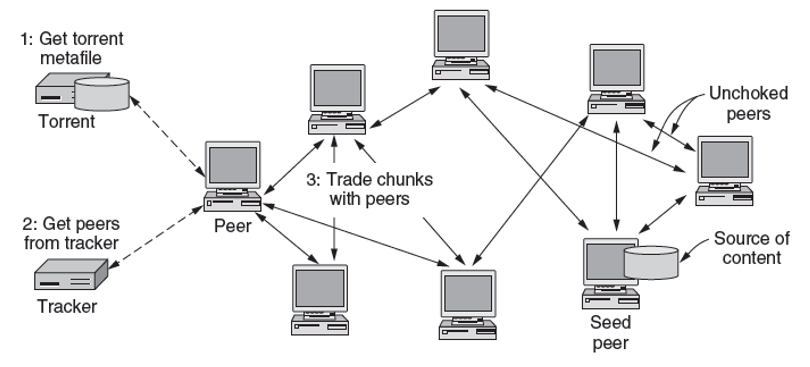 1: Get torrent
metafile
Torrent
2: Get peers
from tracker
Tracker
Peer
3: Trade chunks
with peers
Unchoked
peers
Source of
content
Seed
peer